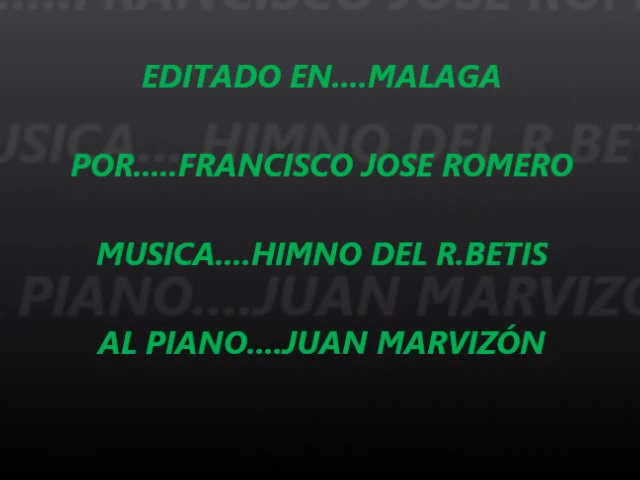 EDITADO EN....MALAGA
POR.....FRANCISCO JOSE ROMERO
MUSICA....HIMNO DEL R.BETIS
AL PIANO....JUAN MARVIZÓN